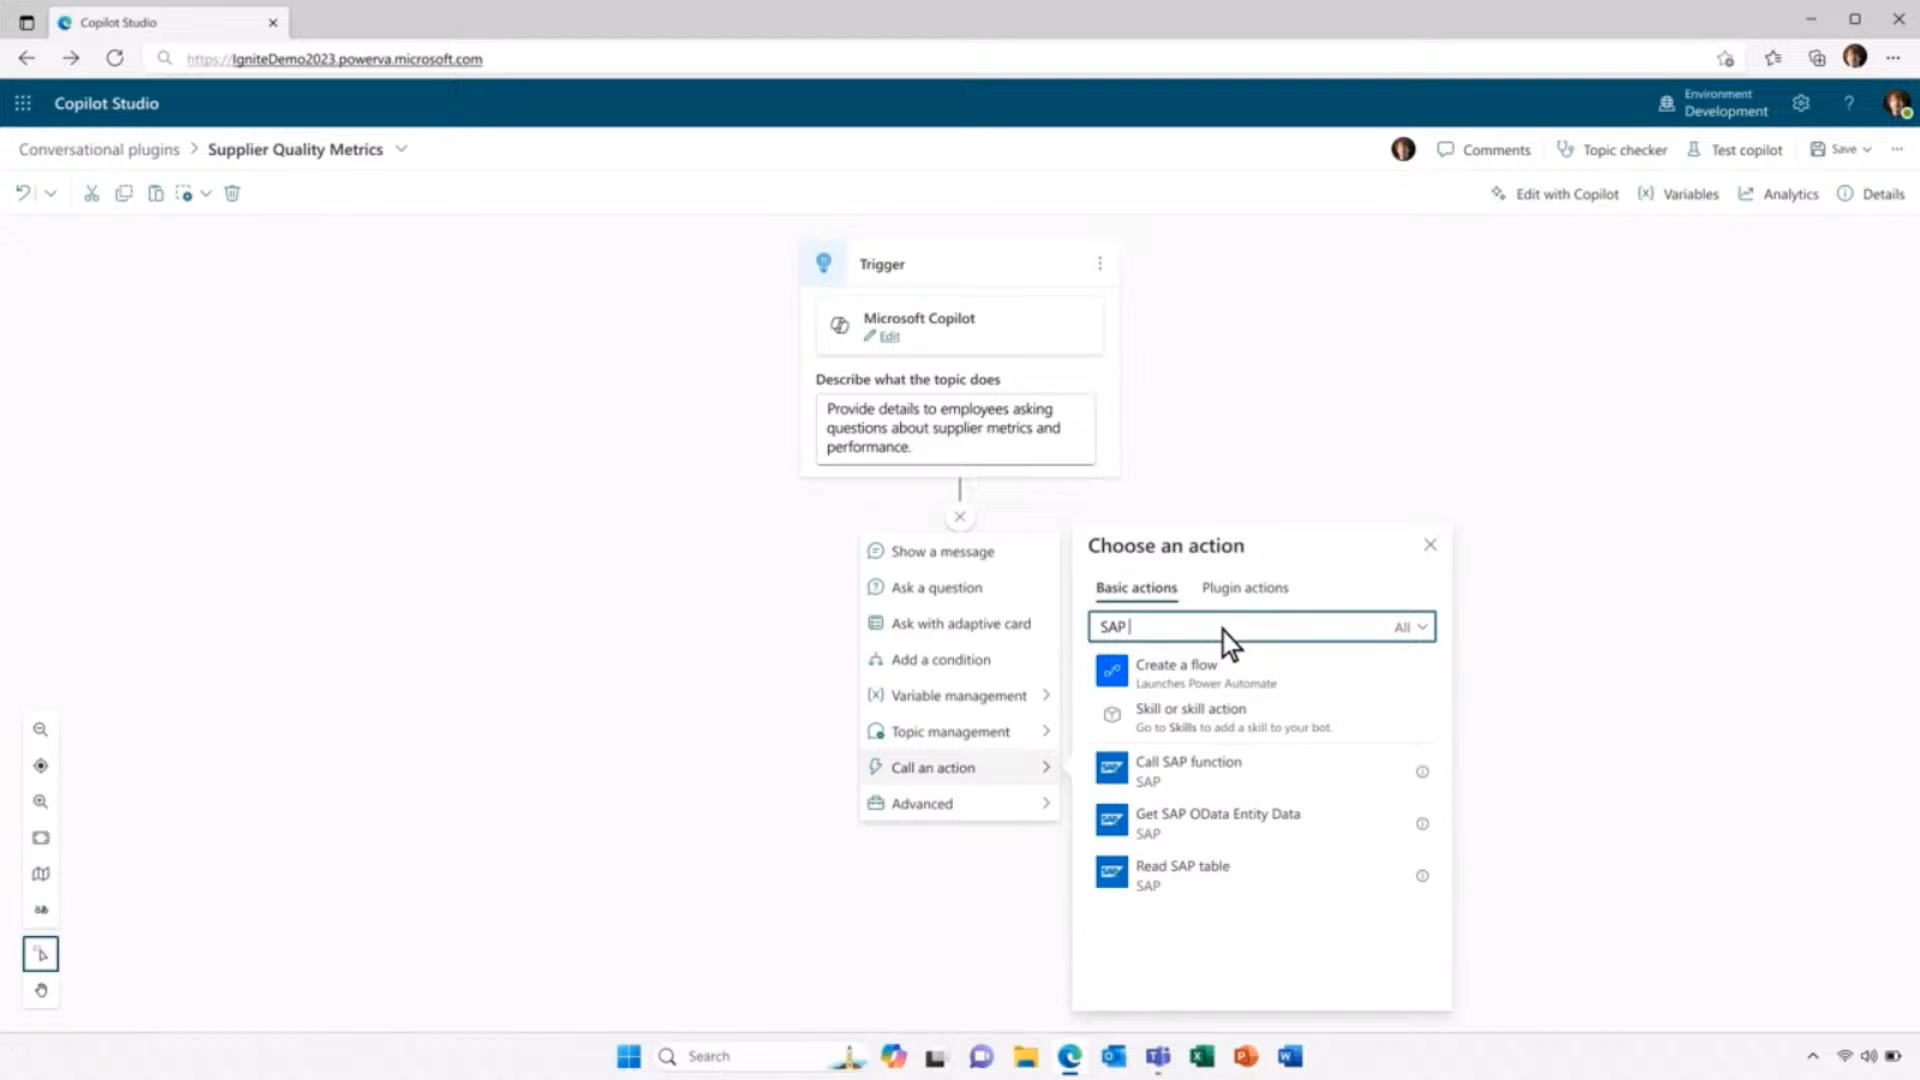 Copilot Studio
https://IgniteDemo2023.powerva.microsoft.com
Copilot Studio
Environment
Development
Conversational plugins > Supplier Quality Metrics
Comments
Topic checker
Test copilot
Save
Edit with Copilot
Variables
Analytics
Details
Trigger
Microsoft Copilot
Edit
Describe what the topic does
Provide details to employees asking
questions about supplier metrics and
performance.
Show a message
Ask a question
Ask with adaptive card
Add a condition
Variable management
Topic management
Call an action
Advanced
Choose an action
Basic actions
Plugin actions
SAP
All
Create a flow
Launches Power Automate
Skill or skill action
Go to Skills to add a skill to your bot.
SAP
Call SAP function
SAP
SAP
Get SAP OData Entity Data
SAP
SAP
Read SAP table
SAP
Search